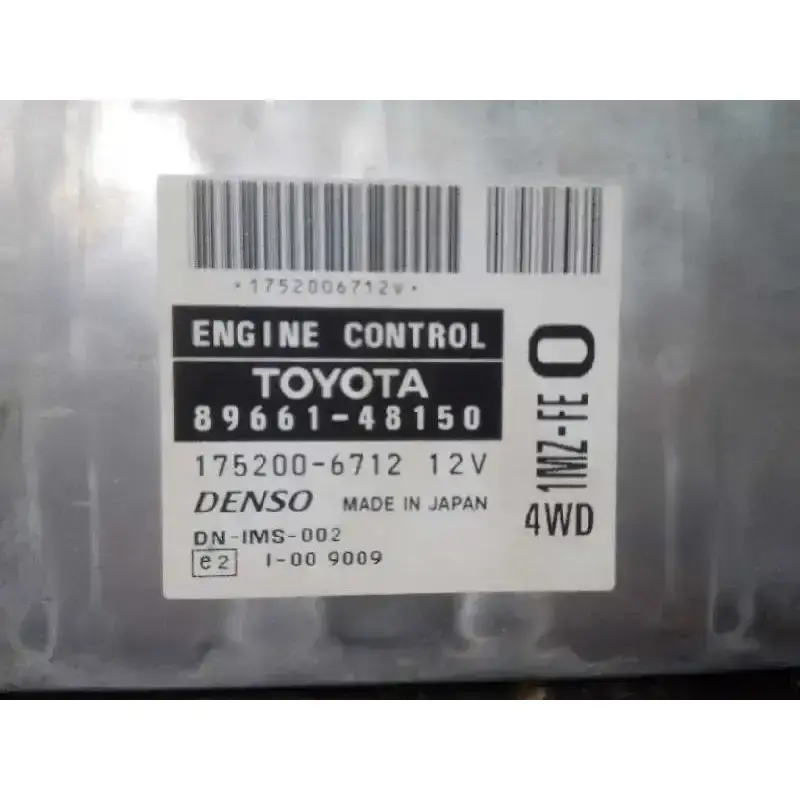 *1752006712V*
ENGINE CONTROL
TOYOTA
89661-48150
175200-6712 12V
DENSO MADE IN JAPAN
DN-IMS-002
e2 I-00 9009
1MZ-FE O
4WD